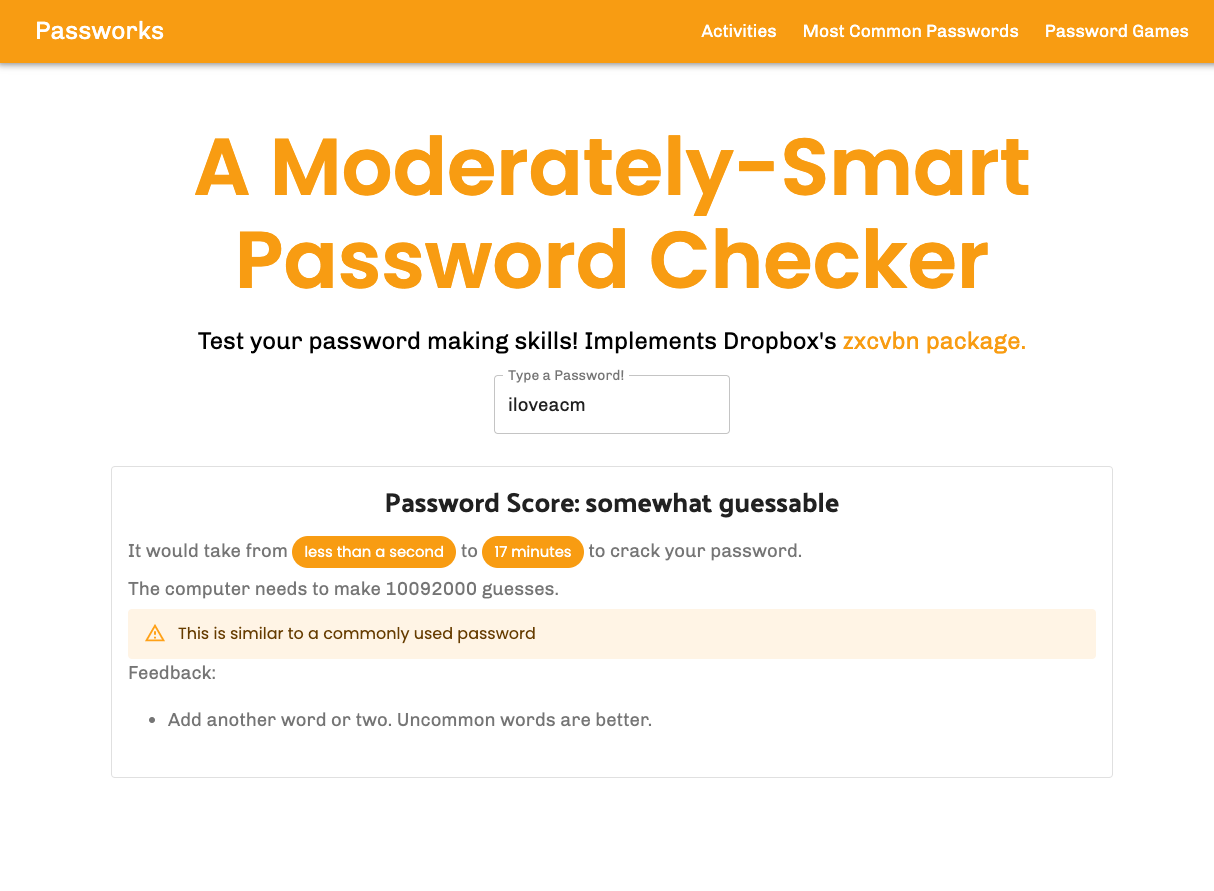 Passworks
Activities Most Common Passwords Password Games
A Moderately-Smart
Password Checker
Test your password making skills! Implements Dropbox's zxcvbn package.
Type a Password!
iloveacm
Password Score: somewhat guessable
It would take from less than a second to 17 minutes to crack your password.
The computer needs to make 10092000 guesses.
This is similar to a commonly used password
Feedback:
• Add another word or two. Uncommon words are better.